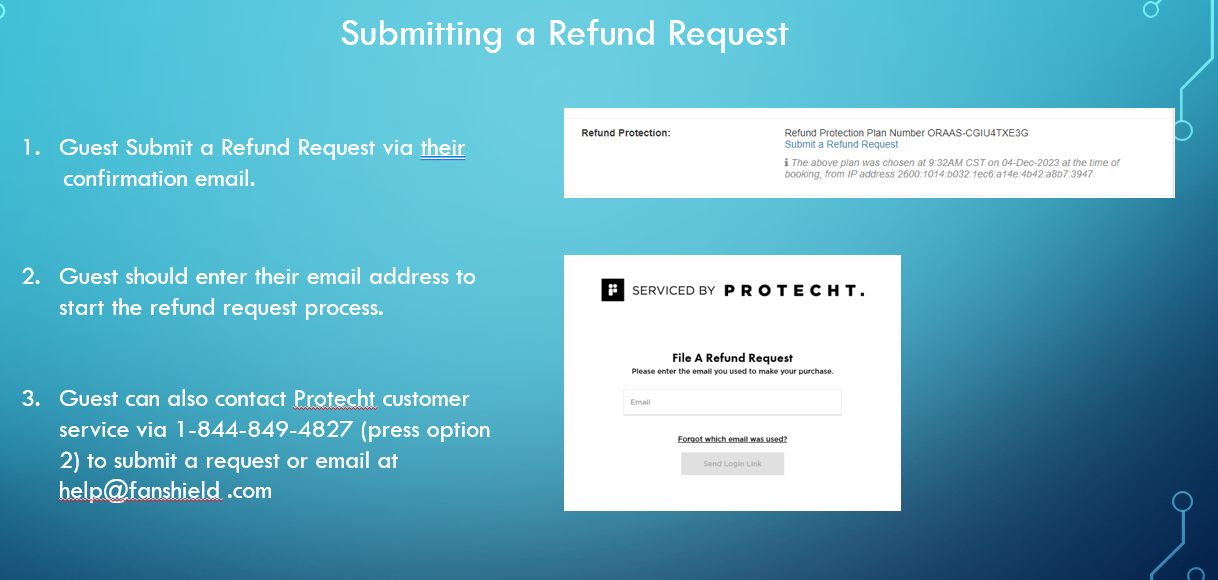 Submitting a Refund Request
1. Guest Submit a Refund Request via their
confirmation email.
Refund Protection:
Refund Protection Plan Number ORAAS-CGIU4TXE3G
Submit a Refund Request
ℹ The above plan was chosen at 9:32AM CST on 04-Dec-2023 at the time of
booking, from IP address 2600:1014:b032:1ec6:a14e:4b42:a8b7:3947.
2. Guest should enter their email address to
start the refund request process.
SERVICED BY PROTECHT.
File A Refund Request
Please enter the email you used to make your purchase.
Email
Forgot which email was used?
Send Login Link
3. Guest can also contact Protecht customer
service via 1-844-849-4827 (press option
2) to submit a request or email at
help@fanshield .com